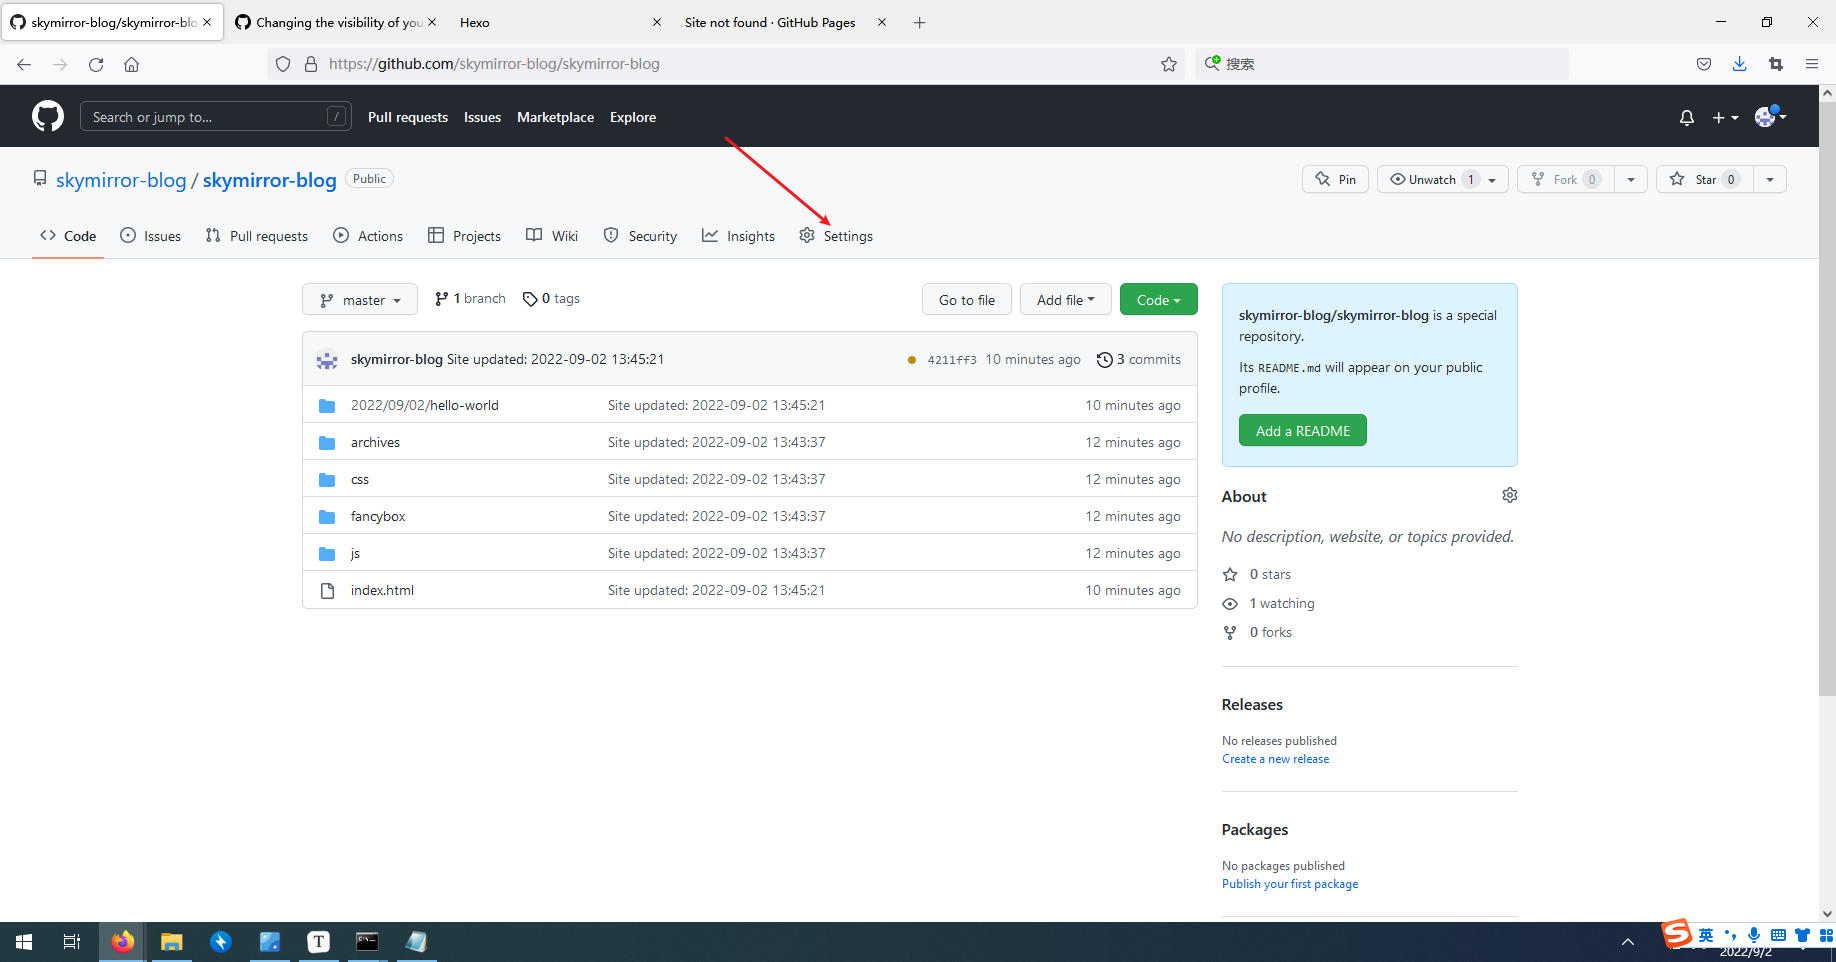 skymirror-blog/skymirror-blo
Changing the visibility of you
Hexo
Site not found · GitHub Pages
https://github.com/skymirror-blog/skymirror-blog
搜索
Search or jump to...
/
Pull requests
Issues
Marketplace
Explore
skymirror-blog / skymirror-blog
Public
Pin
Unwatch 1
Fork 0
Star 0
Code
Issues
Pull requests
Actions
Projects
Wiki
Security
Insights
Settings
master
1 branch
0 tags
Go to file
Add file
Code
skymirror-blog Site updated: 2022-09-02 13:45:21
4211ff3 10 minutes ago
3 commits
2022/09/02/hello-world Site updated: 2022-09-02 13:45:21 10 minutes ago
archives Site updated: 2022-09-02 13:43:37 12 minutes ago
css Site updated: 2022-09-02 13:43:37 12 minutes ago
fancybox Site updated: 2022-09-02 13:43:37 12 minutes ago
js Site updated: 2022-09-02 13:43:37 12 minutes ago
index.html Site updated: 2022-09-02 13:45:21 10 minutes ago
skymirror-blog/skymirror-blog is a special
repository.
Its README.md will appear on your public
profile.
Add a README
About
No description, website, or topics provided.
0 stars
1 watching
0 forks
Releases
No releases published
Create a new release
Packages
No packages published
Publish your first package
T
S
英
2022/9/2